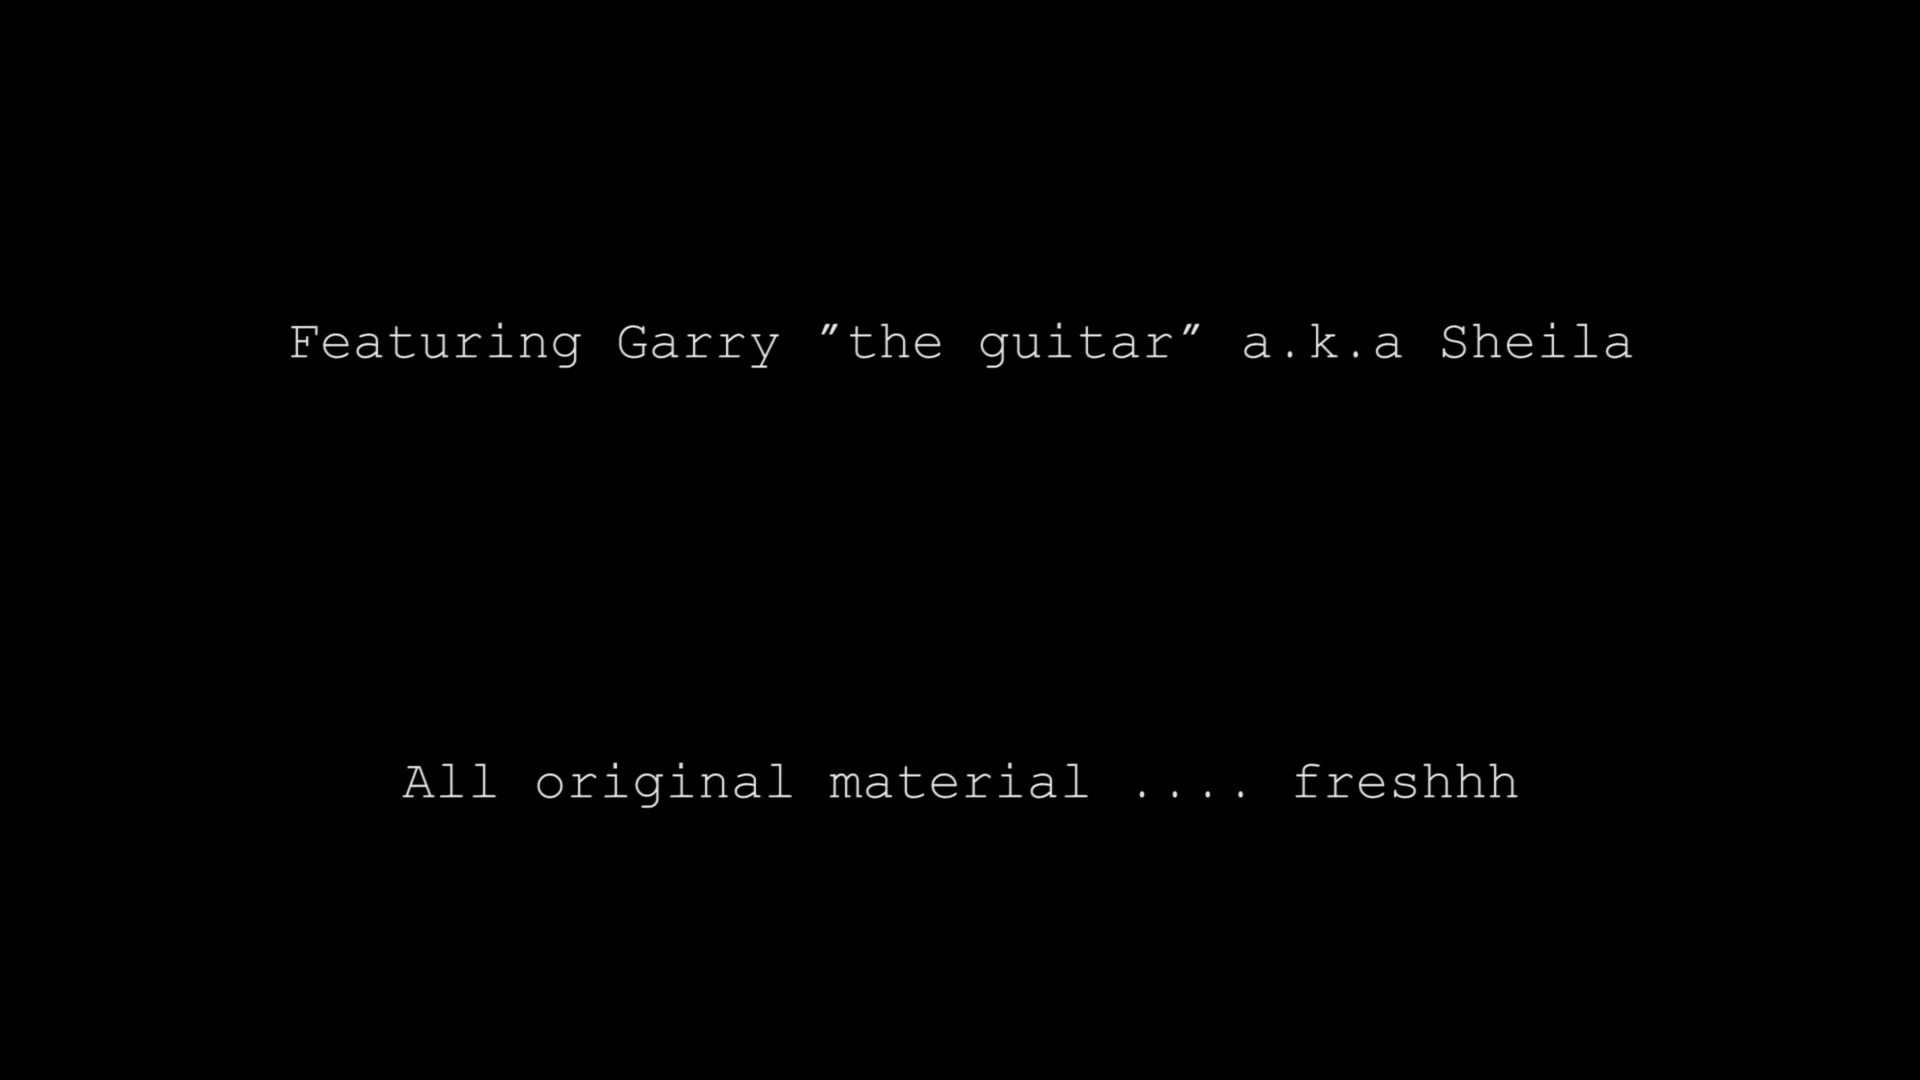 Featuring Garry "the guitar" a.k.a Sheila
All original material .... freshhh